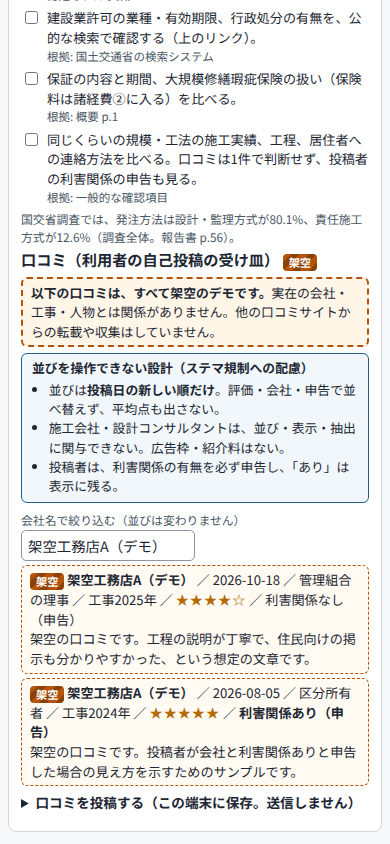 建設業許可の業種・有効期限、行政処分の有無を、公
的な検索で確認する（上のリンク）。
根拠: 国土交通省の検索システム
保証の内容と期間、大規模修繕瑕疵保険の扱い（保険
料は諸経費②に入る）を比べる。
根拠: 概要 p.1
同じくらいの規模・工法の施工実績、工程、居住者へ
の連絡方法を比べる。口コミは1件で判断せず、投稿者
の利害関係の申告も見る。
根拠: 一般的な確認項目
国交省調査では、発注方法は設計・監理方式が80.1%、責任施工
方式が12.6%（調査全体。報告書 p.56）。
口コミ（利用者の自己投稿の受け皿） 架空
以下の口コミは、すべて架空のデモです。実在の会社・
工事・人物とは関係がありません。他の口コミサイトか
らの転載や収集はしていません。
並びを操作できない設計（ステマ規制への配慮）
• 並びは投稿日の新しい順だけ。評価・会社・申告で並
べ替えず、平均点も出さない。
• 施工会社・設計コンサルタントは、並び・表示・抽出
に関与できない。広告枠・紹介料はない。
• 投稿者は、利害関係の有無を必ず申告し、「あり」は
表示に残る。
会社名で絞り込む（並びは変わりません）
架空工務店A（デモ）
架空 架空工務店A（デモ） ／ 2026-10-18 ／ 管理組合
の理事 ／ 工事2025年 ／ ★★★★☆ ／ 利害関係なし
（申告）
架空の口コミです。工程の説明が丁寧で、住民向けの掲
示も分かりやすかった、という想定の文章です。
架空 架空工務店A（デモ） ／ 2026-08-05 ／ 区分所有
者 ／ 工事2024年 ／ ★★★★★ ／ 利害関係あり（申
告）
架空の口コミです。投稿者が会社と利害関係ありと申告
した場合の見え方を示すためのサンプルです。
▶ 口コミを投稿する（この端末に保存。送信しません）